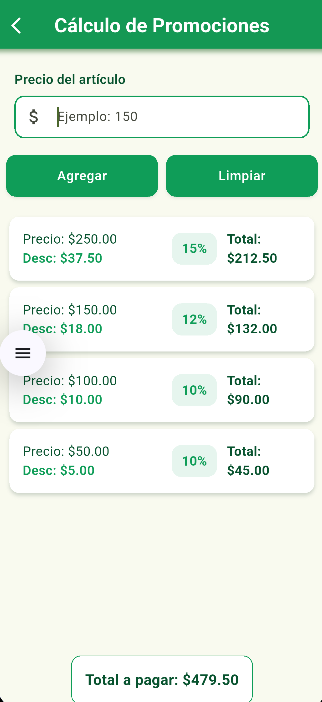 Cálculo de Promociones
Precio del artículo
$ Ejemplo: 150
Agregar
Limpiar
Precio: $250.00
Desc: $37.50
15%
Total:
$212.50
Precio: $150.00
Desc: $18.00
12%
Total:
$132.00
Precio: $100.00
Desc: $10.00
10%
Total:
$90.00
Precio: $50.00
Desc: $5.00
10%
Total:
$45.00
Total a pagar: $479.50